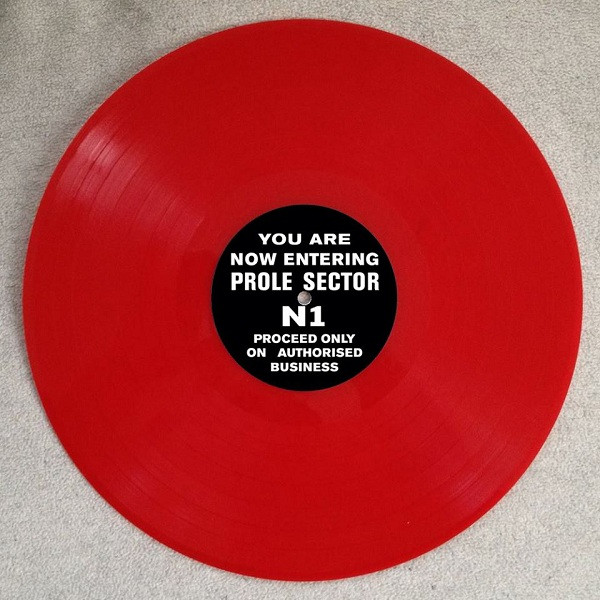 YOU ARE
NOW ENTERING
PROLE SECTOR
N1
PROCEED ONLY
ON AUTHORISED
BUSINESS